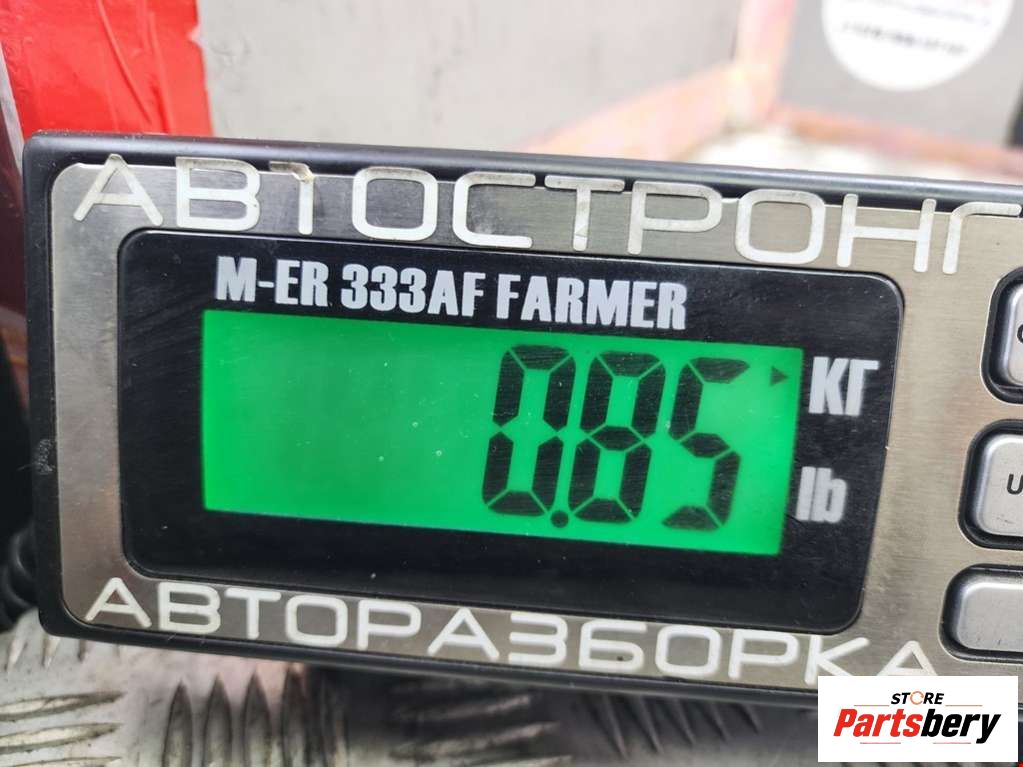 АВТОСТРОНГ
M-ER 333AF FARMER
0.85
КГ
lb
АВТОРАЗБОРКА
U
STORE
Partsbery